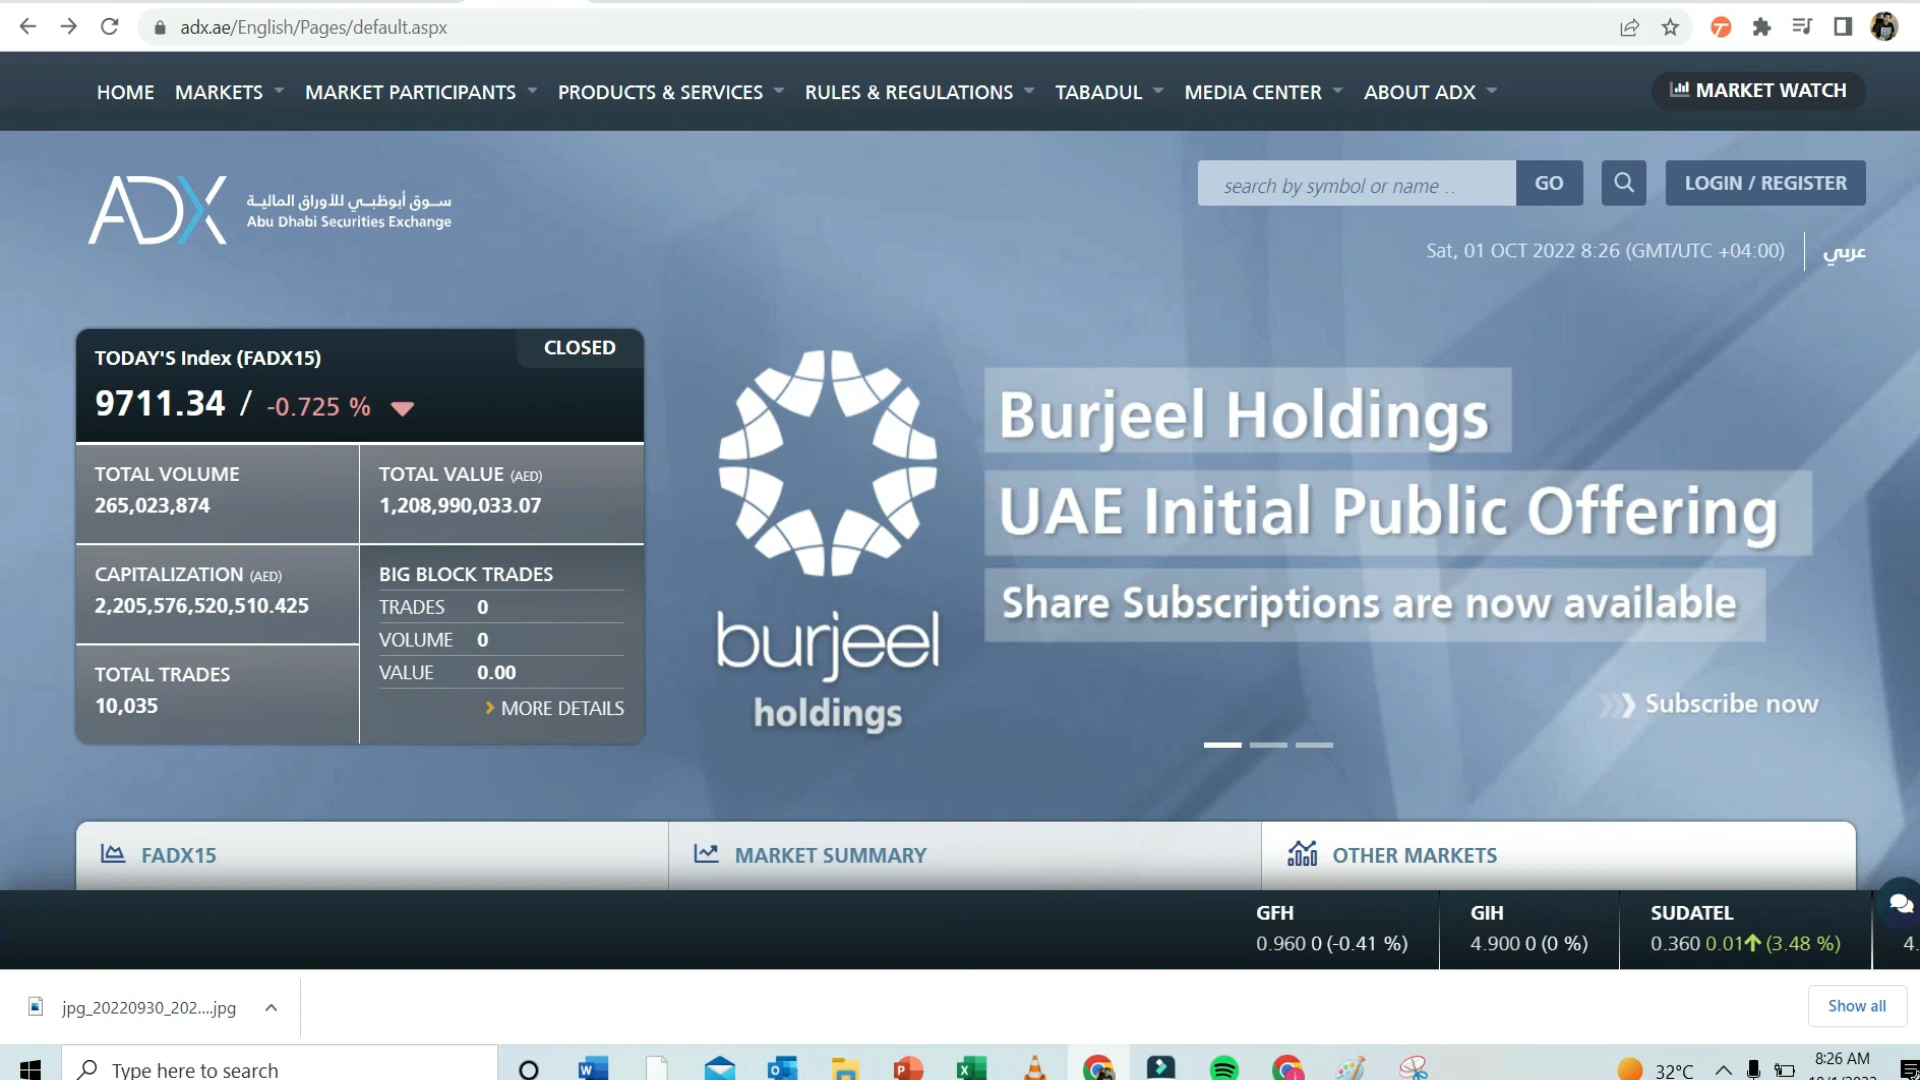 adx.ae/English/Pages/default.aspx
HOME MARKETS MARKET PARTICIPANTS PRODUCTS & SERVICES RULES & REGULATIONS TABADUL MEDIA CENTER ABOUT ADX MARKET WATCH
ADX
سوق أبوظبي للأوراق المالية
Abu Dhabi Securities Exchange
search by symbol or name ..
GO
LOGIN / REGISTER
Sat, 01 OCT 2022 8:26 (GMT/UTC +04:00)
عربي
TODAY'S Index (FADX15)
CLOSED
9711.34 / -0.725 %
TOTAL VOLUME
265,023,874
TOTAL VALUE (AED)
1,208,990,033.07
CAPITALIZATION (AED)
2,205,576,520,510.425
BIG BLOCK TRADES
TRADES 0
VOLUME 0
VALUE 0.00
MORE DETAILS
TOTAL TRADES
10,035
burjeel
holdings
Burjeel Holdings
UAE Initial Public Offering
Share Subscriptions are now available
Subscribe now
FADX15
MARKET SUMMARY
OTHER MARKETS
GFH
0.960 0 (-0.41 %)
GIH
4.900 0 (0 %)
SUDATEL
0.360 0.01 (3.48 %)
4.
jpg_20220930_202....jpg
Show all
Type here to search
32°C
8:26 AM